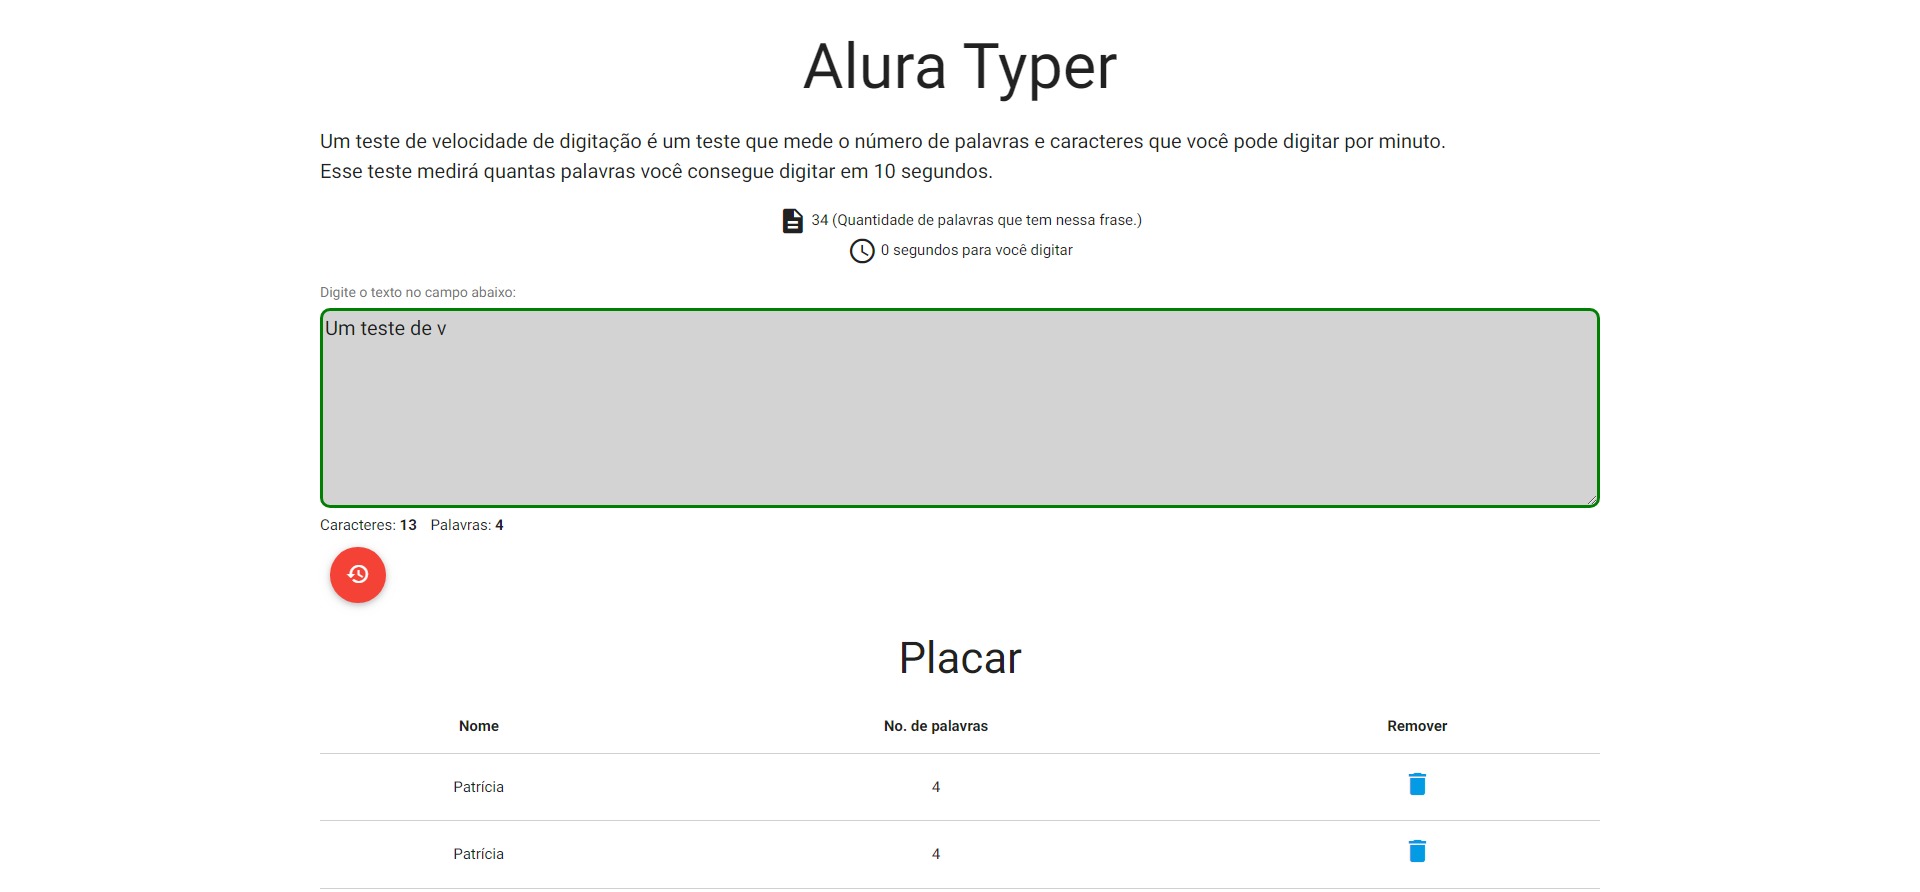 Alura Typer
Um teste de velocidade de digitação é um teste que mede o número de palavras e caracteres que você pode digitar por minuto.
Esse teste medirá quantas palavras você consegue digitar em 10 segundos.
34 (Quantidade de palavras que tem nessa frase.)
0 segundos para você digitar
Digite o texto no campo abaixo:
Um teste de v
Caracteres: 13 Palavras: 4
Placar
Nome No. de palavras Remover
Patrícia 4
Patrícia 4